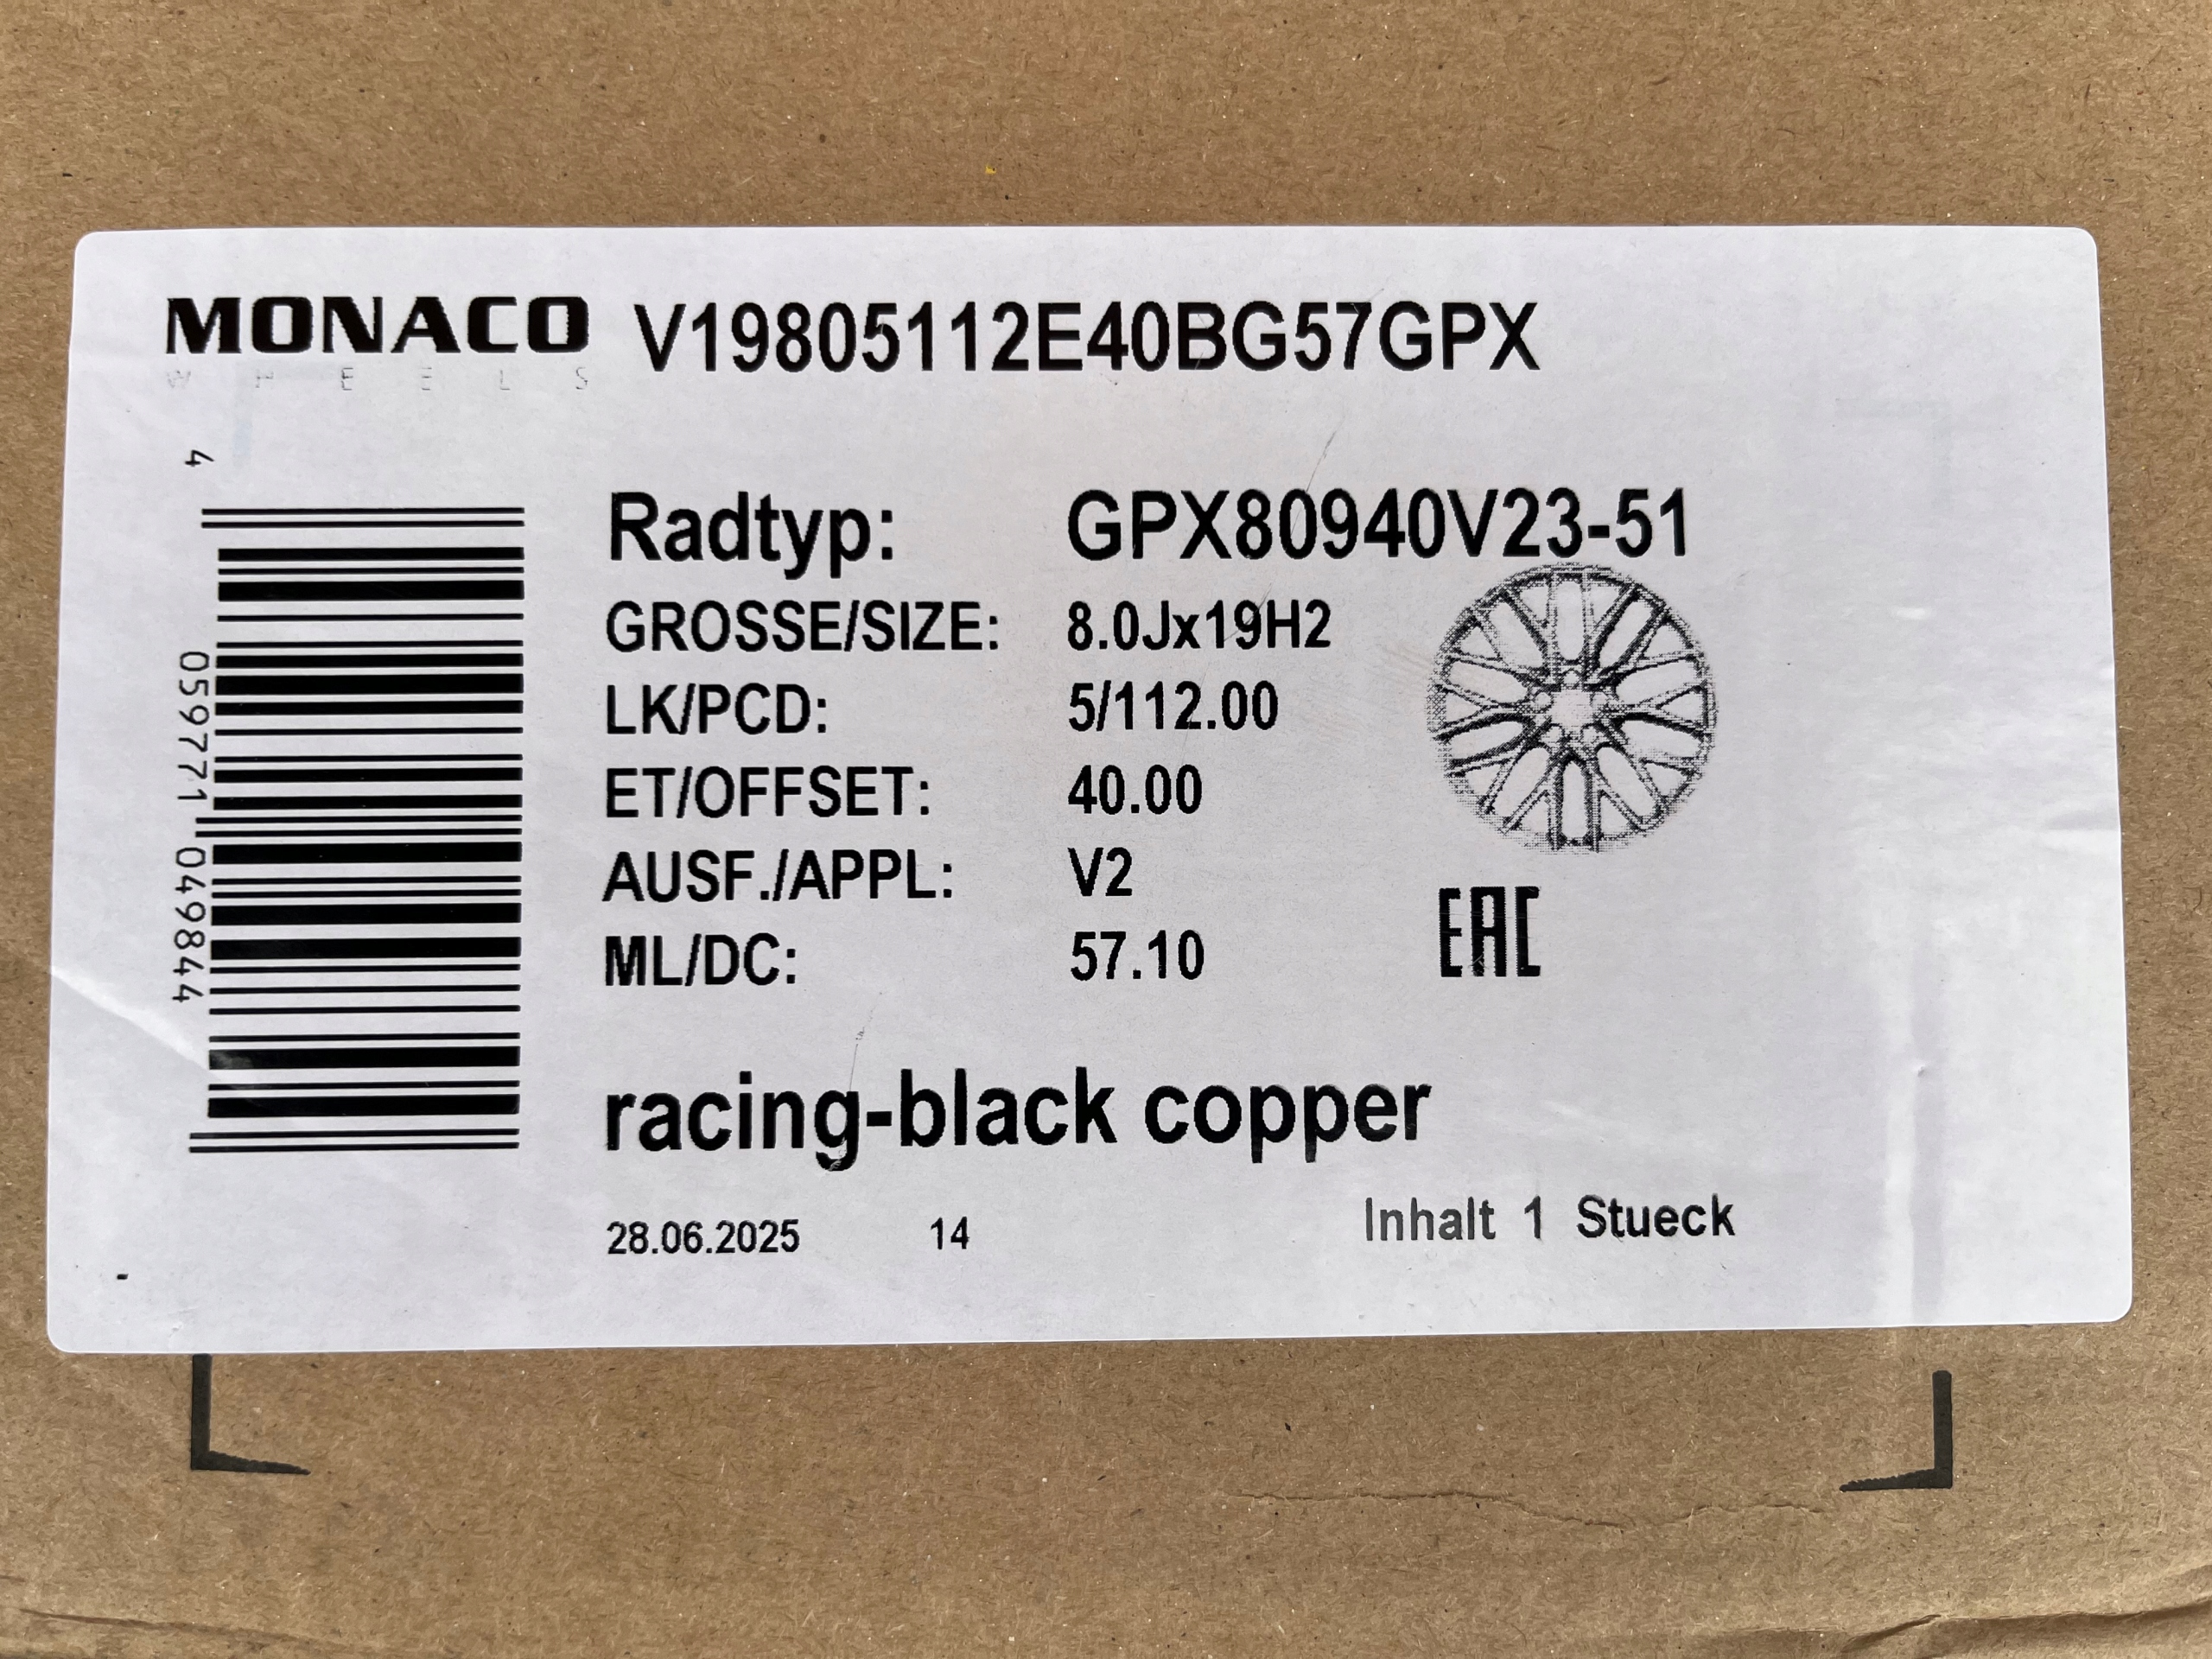 MONACO V19805112E40BG57GPX
WHEELS
4 059771 049844
Radtyp: GPX80940V23-51
GROSSE/SIZE: 8.0Jx19H2
LK/PCD: 5/112.00
ET/OFFSET: 40.00
AUSF./APPL: V2
ML/DC: 57.10
EAC
racing-black copper
28.06.2025 14 Inhalt 1 Stueck